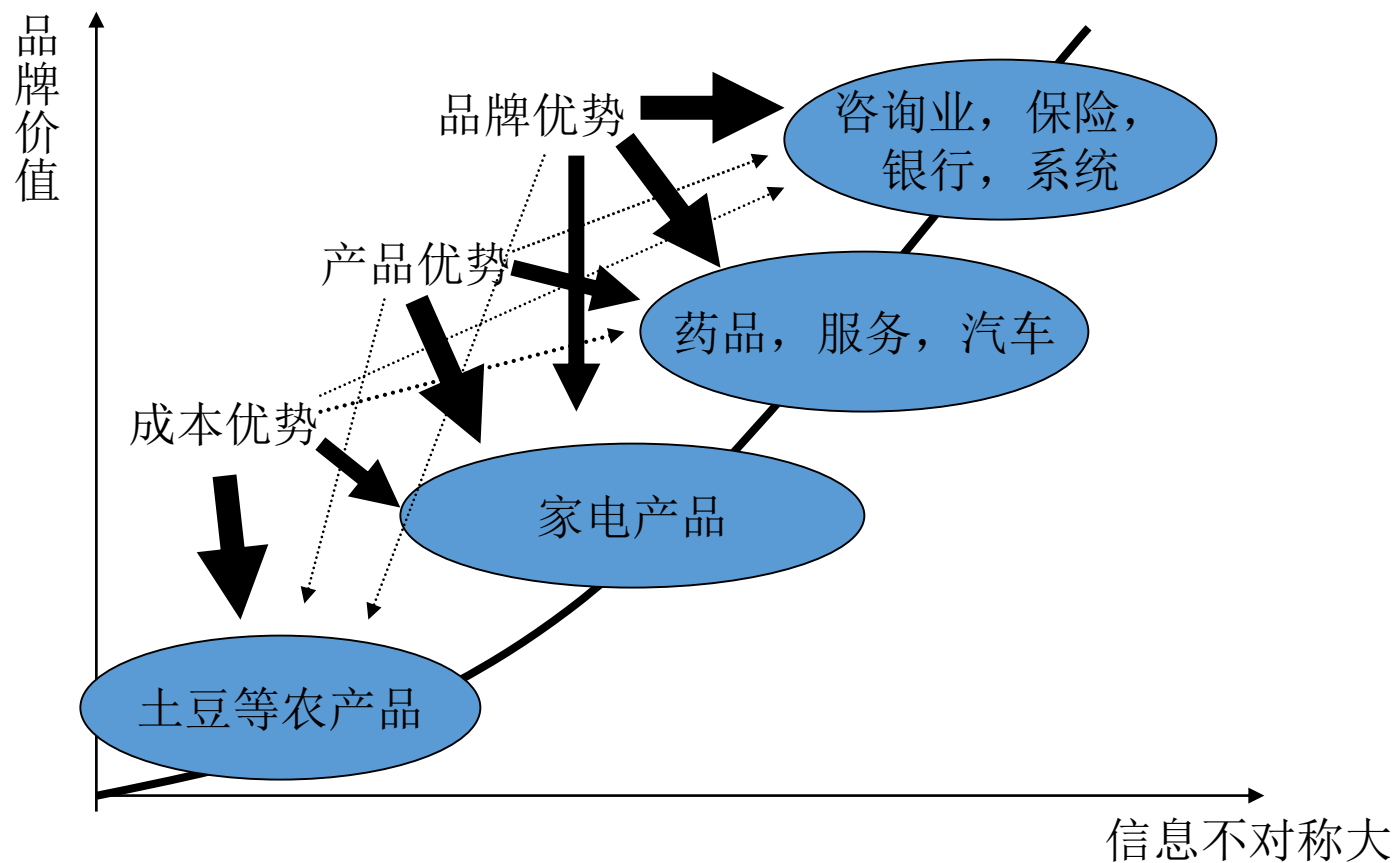 品牌价值
品牌优势
咨询业，保险，
银行，系统
产品优势
药品，服务，汽车
成本优势
家电产品
土豆等农产品
信息不对称大